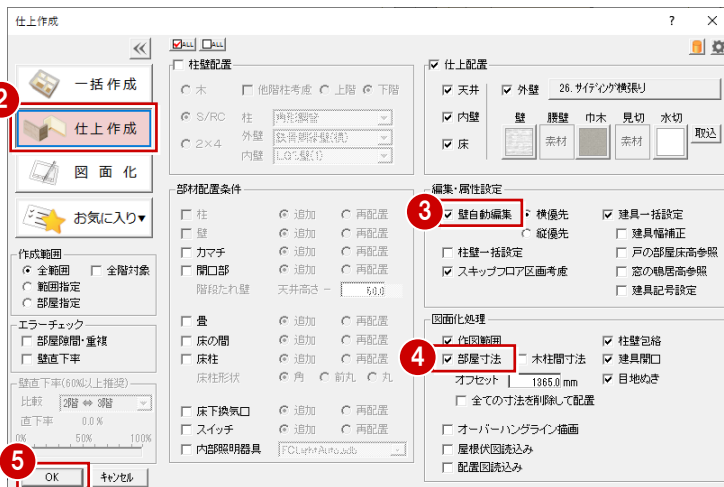 仕上作成
? ×
ALL ALL
一括作成
2 仕上作成
図面化
お気に入り▼
作成範囲
全範囲 全階対象
範囲指定
部屋指定
エラーチェック
部屋隙間・重複
壁直下率
壁直下率(60%以上推奨)
比較 2階 ⇔ 3階
直下率 0.0 %
0% 50% 100%
5
OK キャンセル
柱壁配置
木 他階柱考慮 上階 下階
S/RC 柱 角形鋼管
2×4 外壁
内壁 LGS壁(1)
部材配置条件
柱 追加 再配置
壁 追加 再配置
カマチ 追加 再配置
開口部 追加 再配置
階段たれ壁 天井高さ − 50.0
畳 追加 再配置
床の間 追加 再配置
床柱 追加 再配置
床柱形状 角 前丸 丸
床下換気口 追加 再配置
スイッチ 追加 再配置
内部照明器具 FCLightAuto.sdb
仕上配置
天井 外壁 26. サイディング横張り
内壁 壁 腰壁 巾木 見切 水切
床 素材 素材 取込
編集・属性設定
3 壁自動編集 横優先 建具一括設定
縦優先 建具幅補正
柱壁一括設定 戸の部屋床高参照
スキップフロア区画考慮 窓の鴨居高参照
建具記号設定
図面化処理
作図範囲 柱壁包絡
4 部屋寸法 木柱間寸法 建具開口
オフセット 1365.0 mm 目地ぬき
全ての寸法を削除して配置
オーバーハングライン描画
屋根伏図読込み
配置図読込み